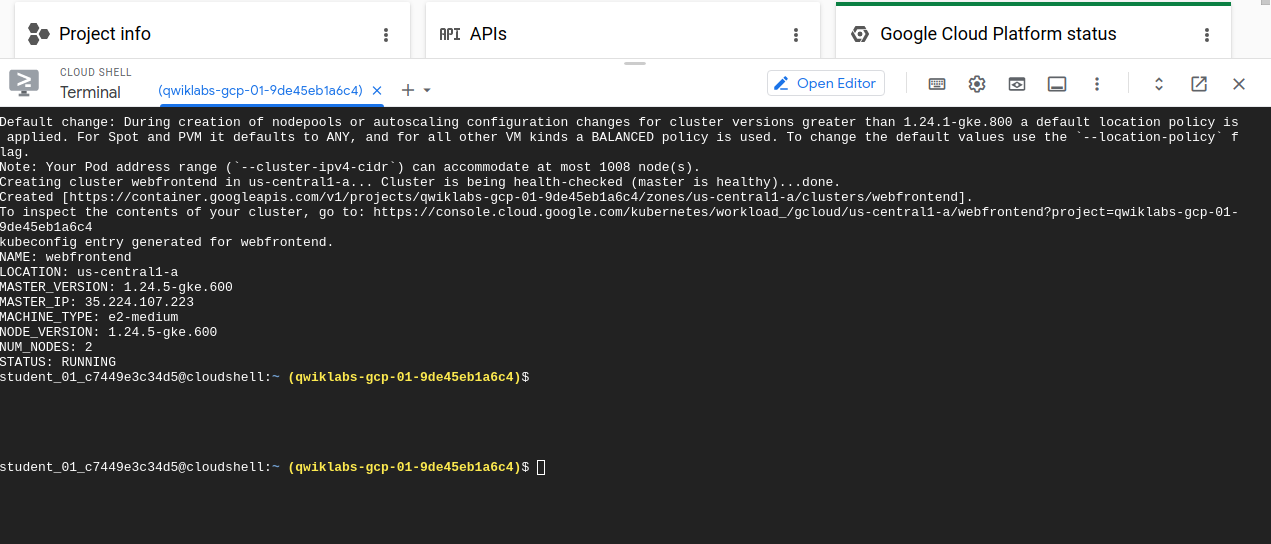 Project info
API APIs
Google Cloud Platform status
CLOUD SHELL
Terminal
(qwiklabs-gcp-01-9de45eb1a6c4)
Open Editor
Default change: During creation of nodepools or autoscaling configuration changes for cluster versions greater than 1.24.1-gke.800 a default location policy is
 applied. For Spot and PVM it defaults to ANY, and for all other VM kinds a BALANCED policy is used. To change the default values use the `--location-policy` f
lag.
Note: Your Pod address range (`--cluster-ipv4-cidr`) can accommodate at most 1008 node(s).
Creating cluster webfrontend in us-central1-a... Cluster is being health-checked (master is healthy)...done.
Created [https://container.googleapis.com/v1/projects/qwiklabs-gcp-01-9de45eb1a6c4/zones/us-central1-a/clusters/webfrontend].
To inspect the contents of your cluster, go to: https://console.cloud.google.com/kubernetes/workload_/gcloud/us-central1-a/webfrontend?project=qwiklabs-gcp-01-
9de45eb1a6c4
kubeconfig entry generated for webfrontend.
NAME: webfrontend
LOCATION: us-central1-a
MASTER_VERSION: 1.24.5-gke.600
MASTER_IP: 35.224.107.223
MACHINE_TYPE: e2-medium
NODE_VERSION: 1.24.5-gke.600
NUM_NODES: 2
STATUS: RUNNING
student_01_c7449e3c34d5@cloudshell:~ (qwiklabs-gcp-01-9de45eb1a6c4)$
student_01_c7449e3c34d5@cloudshell:~ (qwiklabs-gcp-01-9de45eb1a6c4)$